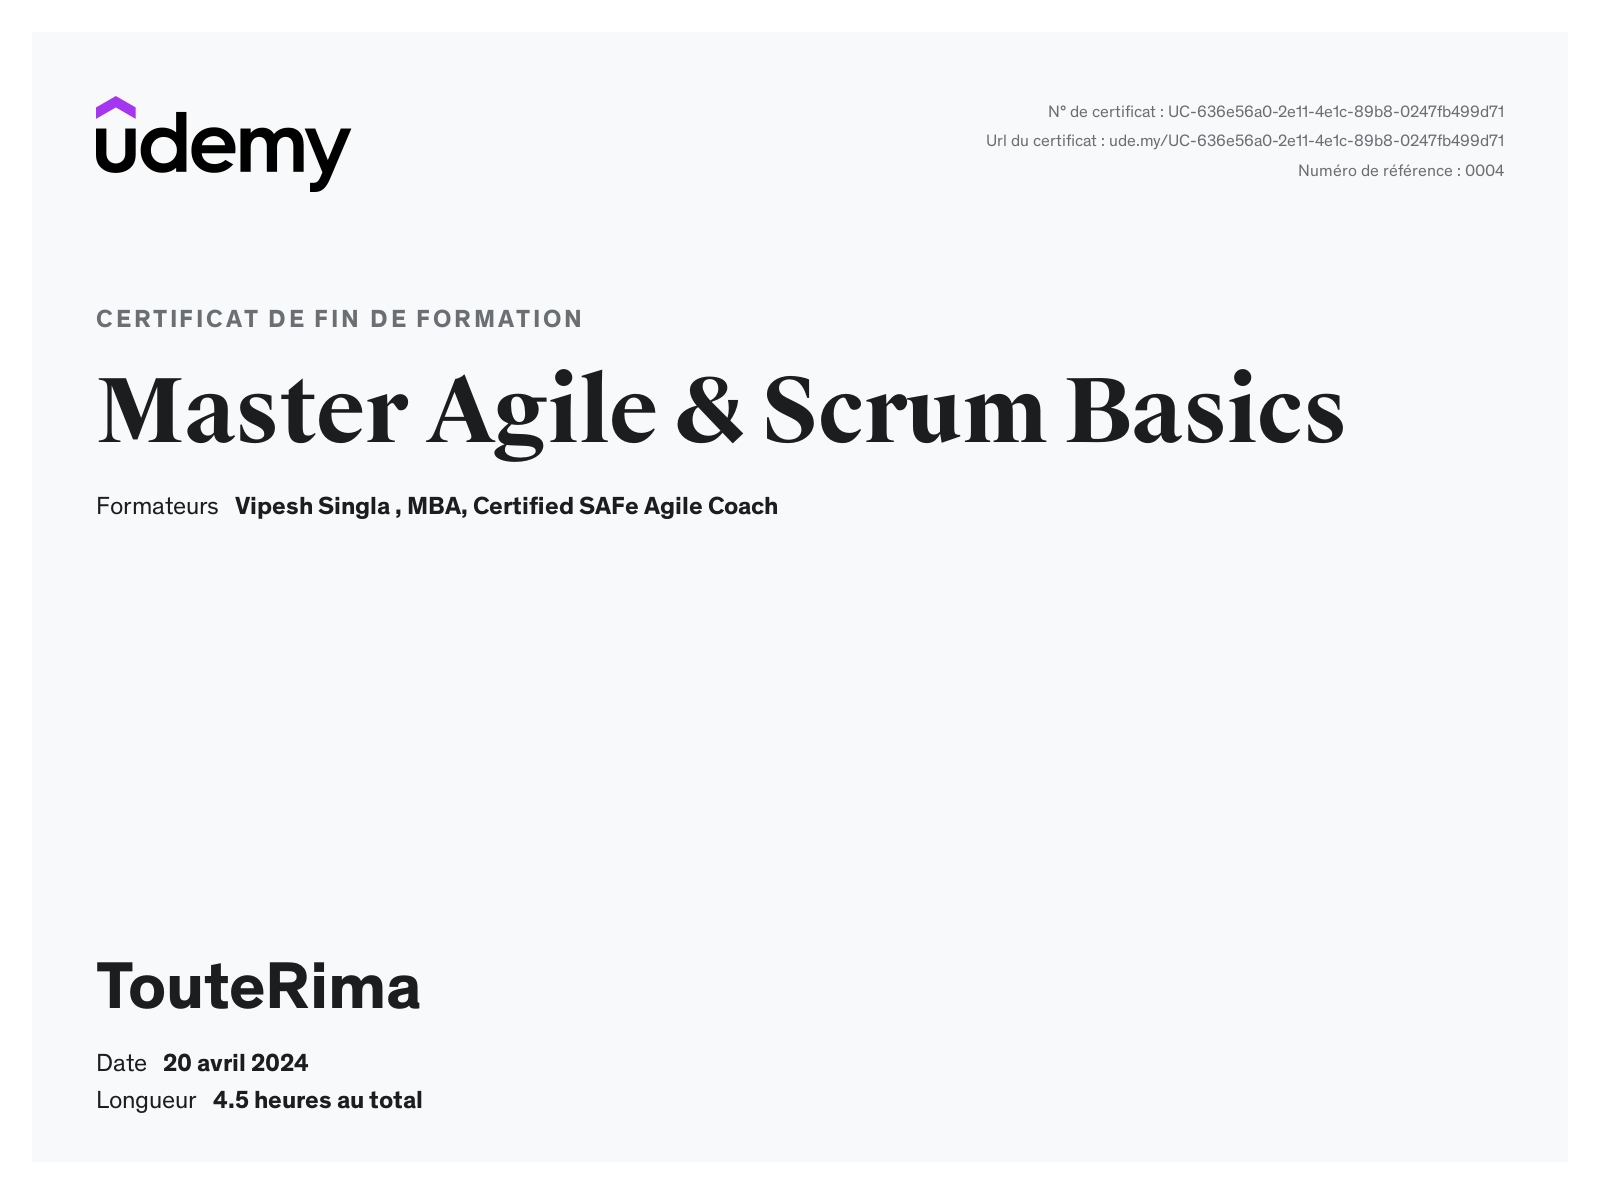 udemy
N° de certificat : UC-636e56a0-2e11-4e1c-89b8-0247fb499d71
Url du certificat : ude.my/UC-636e56a0-2e11-4e1c-89b8-0247fb499d71
Numéro de référence : 0004
CERTIFICAT DE FIN DE FORMATION
Master Agile & Scrum Basics
Formateurs Vipesh Singla , MBA, Certified SAFe Agile Coach
TouteRima
Date 20 avril 2024
Longueur 4.5 heures au total